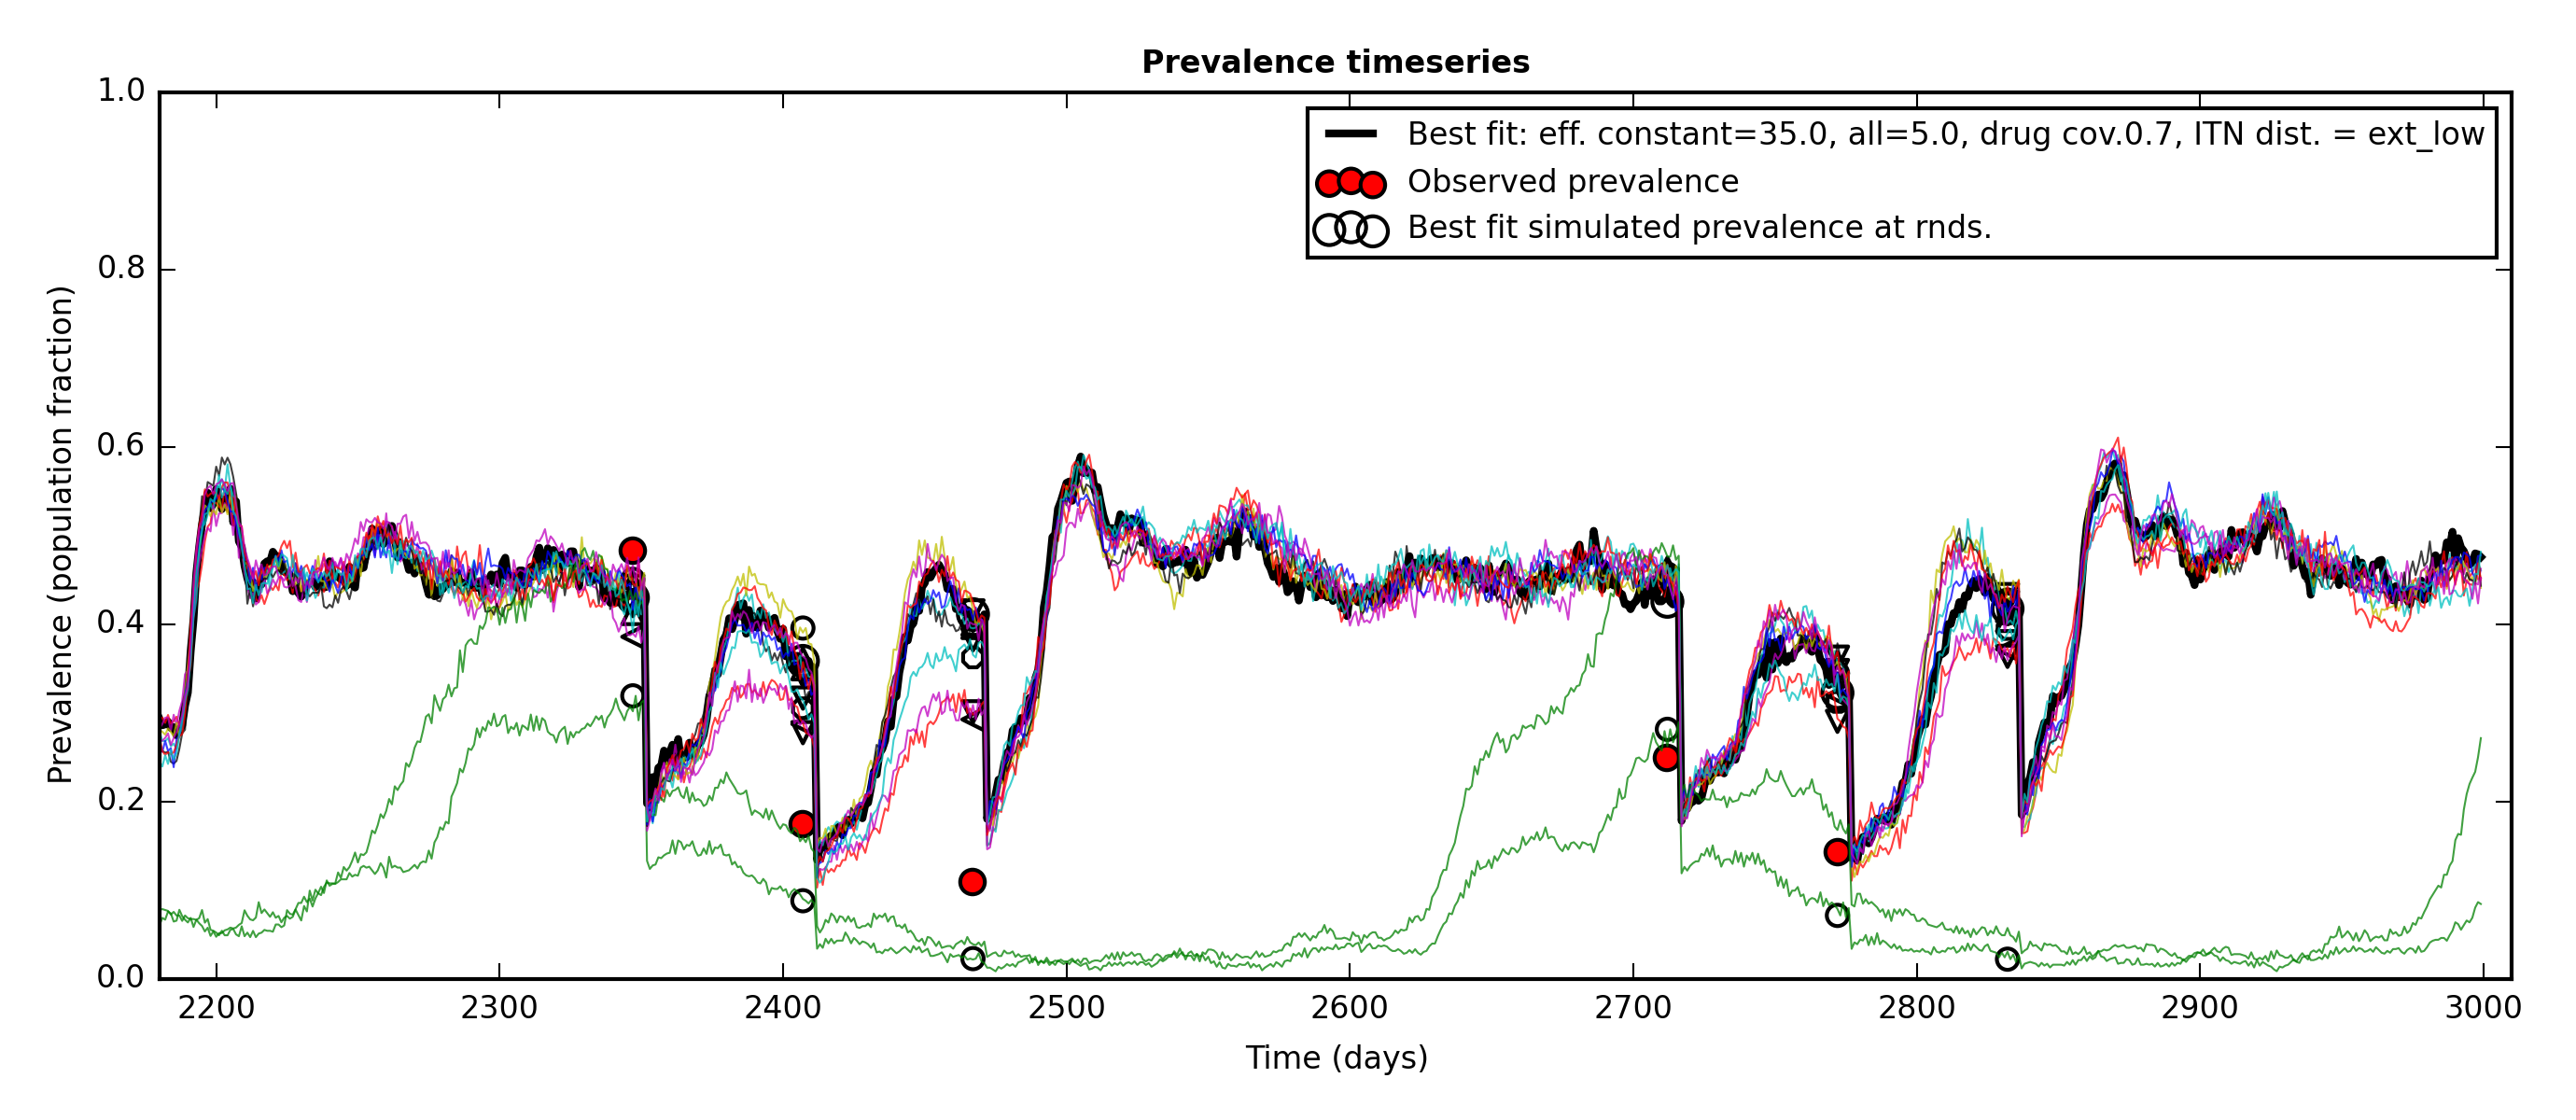 Prevalence timeseries
Prevalence (population fraction)
1.0
0.8
0.6
0.4
0.2
0.0
Best fit: eff. constant=35.0, all=5.0, drug cov.0.7, ITN dist. = ext_low
Observed prevalence
Best fit simulated prevalence at rnds.
2200 2300 2400 2500 2600 2700 2800 2900 3000
Time (days)